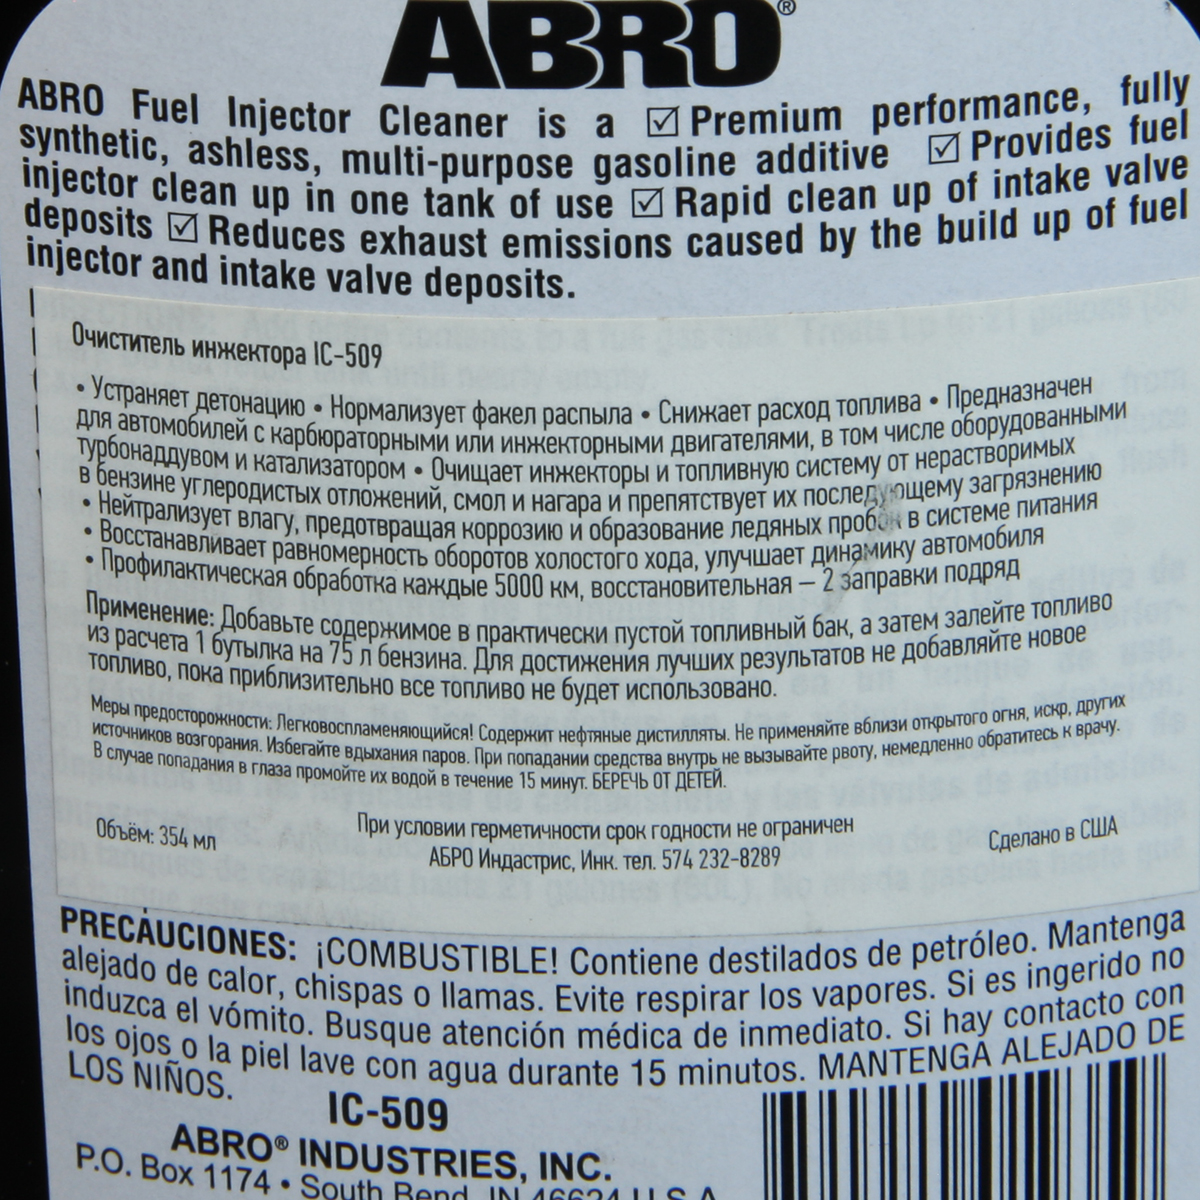 ABRO®
ABRO Fuel Injector Cleaner is a ☑ Premium performance, fully
synthetic, ashless, multi-purpose gasoline additive ☑ Provides fuel
injector clean up in one tank of use ☑ Rapid clean up of intake valve
deposits ☑ Reduces exhaust emissions caused by the build up of fuel
injector and intake valve deposits.
Очиститель инжектора IC-509
• Устраняет детонацию • Нормализует факел распыла • Снижает расход топлива • Предназначен
для автомобилей с карбюраторными или инжекторными двигателями, в том числе оборудованными
турбонаддувом и катализатором • Очищает инжекторы и топливную систему от нерастворимых
в бензине углеродистых отложений, смол и нагара и препятствует их последующему загрязнению
• Нейтрализует влагу, предотвращая коррозию и образование ледяных пробок в системе питания
• Восстанавливает равномерность оборотов холостого хода, улучшает динамику автомобиля
• Профилактическая обработка каждые 5000 км, восстановительная – 2 заправки подряд
Применение: Добавьте содержимое в практически пустой топливный бак, а затем залейте топливо
из расчета 1 бутылка на 75 л бензина. Для достижения лучших результатов не добавляйте новое
топливо, пока приблизительно все топливо не будет использовано.
Меры предосторожности: Легковоспламеняющийся! Содержит нефтяные дистилляты. Не применяйте вблизи открытого огня, искр, других
источников возгорания. Избегайте вдыхания паров. При попадании средства внутрь не вызывайте рвоту, немедленно обратитесь к врачу.
В случае попадания в глаза промойте их водой в течение 15 минут. БЕРЕЧЬ ОТ ДЕТЕЙ.
Объём: 354 мл
При условии герметичности срок годности не ограничен
АБРО Индастрис, Инк. тел. 574 232-8289
Сделано в США
PRECAUCIONES: ¡COMBUSTIBLE! Contiene destilados de petróleo. Mantenga
alejado de calor, chispas o llamas. Evite respirar los vapores. Si es ingerido no
induzca el vómito. Busque atención médica de inmediato. Si hay contacto con
los ojos o la piel lave con agua durante 15 minutos. MANTENGA ALEJADO DE
LOS NIÑOS.
IC-509
ABRO® INDUSTRIES, INC.
P.O. Box 1174 • South Bend, IN 46624 U.S.A.